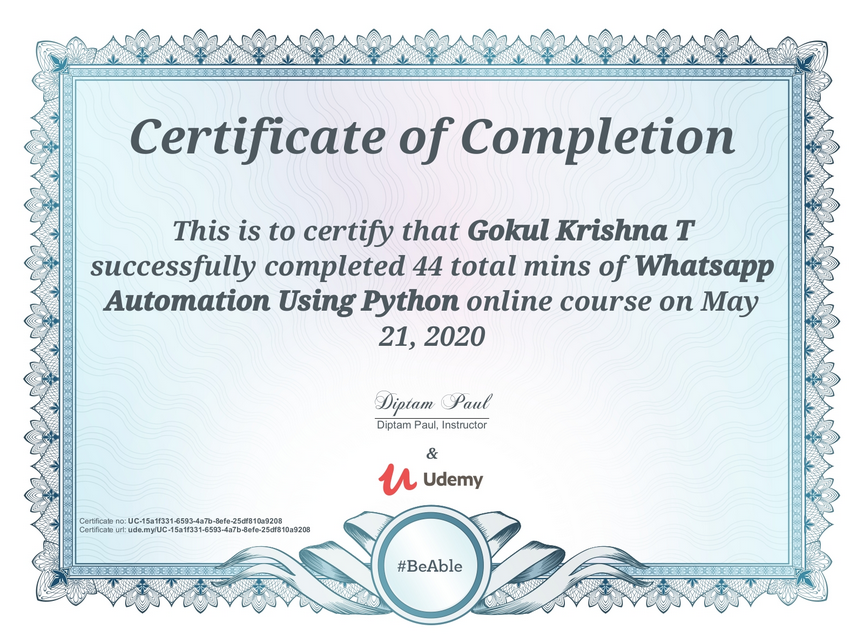 Certificate of Completion
This is to certify that Gokul Krishna T
successfully completed 44 total mins of Whatsapp
Automation Using Python online course on May
21, 2020
Diptam Paul
Diptam Paul, Instructor
&
Udemy
Certificate no: UC-15a1f331-6593-4a7b-8efe-25df810a9208
Certificate url: ude.my/UC-15a1f331-6593-4a7b-8efe-25df810a9208
#BeAble